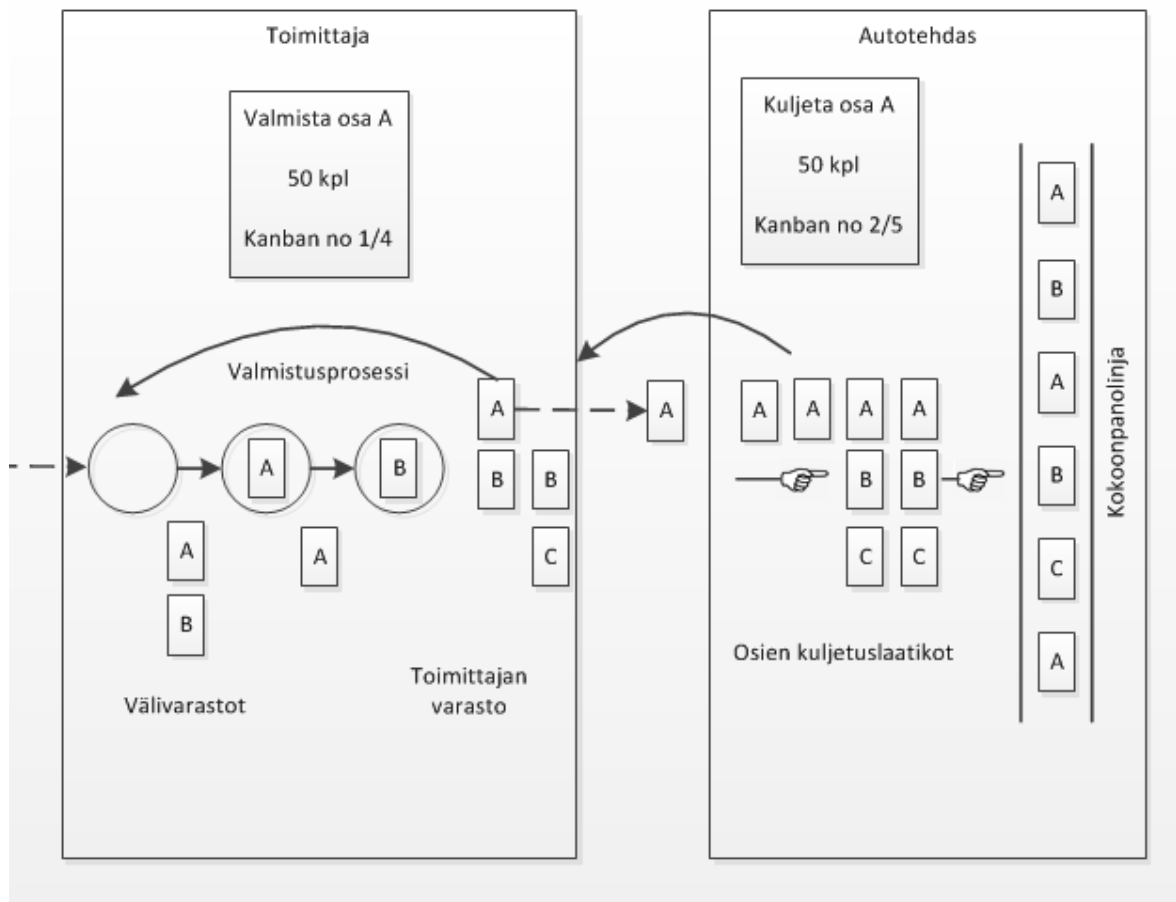 Toimittaja
Valmista osa A
50 kpl
Kanban no 1/4
Valmistusprosessi
A
B
A
B
A
A
B
B
C
Välivarastot
Toimittajan
varasto
A
Autotehdas
Kuljeta osa A
50 kpl
Kanban no 2/5
A A A A
B B
C C
Osien kuljetuslaatikot
A
B
A
B
C
A
Kokoonpanolinja